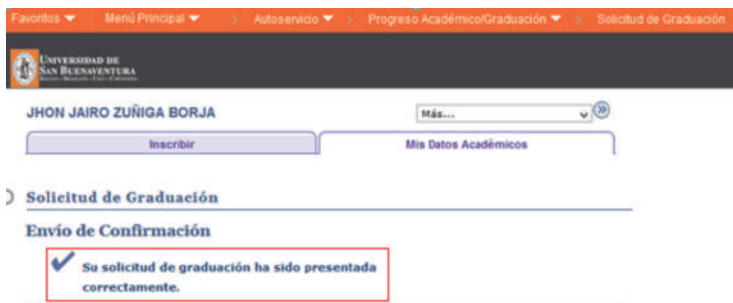 Favoritos Menú Principal > Autoservicio > Progreso Académico/Graduación > Solicitud de Graduación
UNIVERSIDAD DE
SAN BUENAVENTURA
JHON JAIRO ZUÑIGA BORJA Más...
Inscribir Mis Datos Académicos
Solicitud de Graduación
Envío de Confirmación
Su solicitud de graduación ha sido presentada
correctamente.